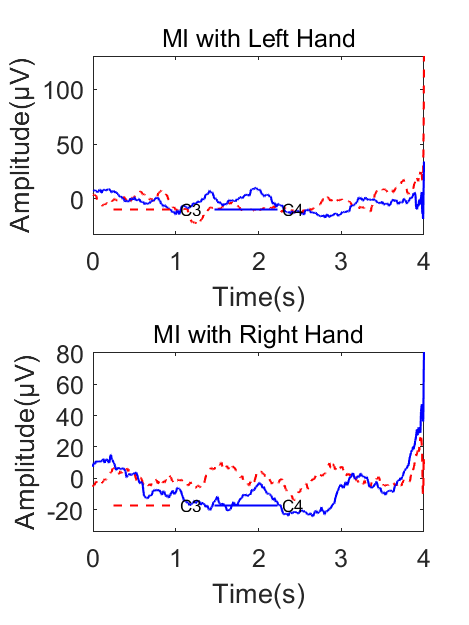 MI with Left Hand
Amplitude(μV)
100
50
0
C3
C4
0 1 2 3 4
Time(s)
MI with Right Hand
Amplitude(μV)
80
60
40
20
0
-20
C3
C4
0 1 2 3 4
Time(s)